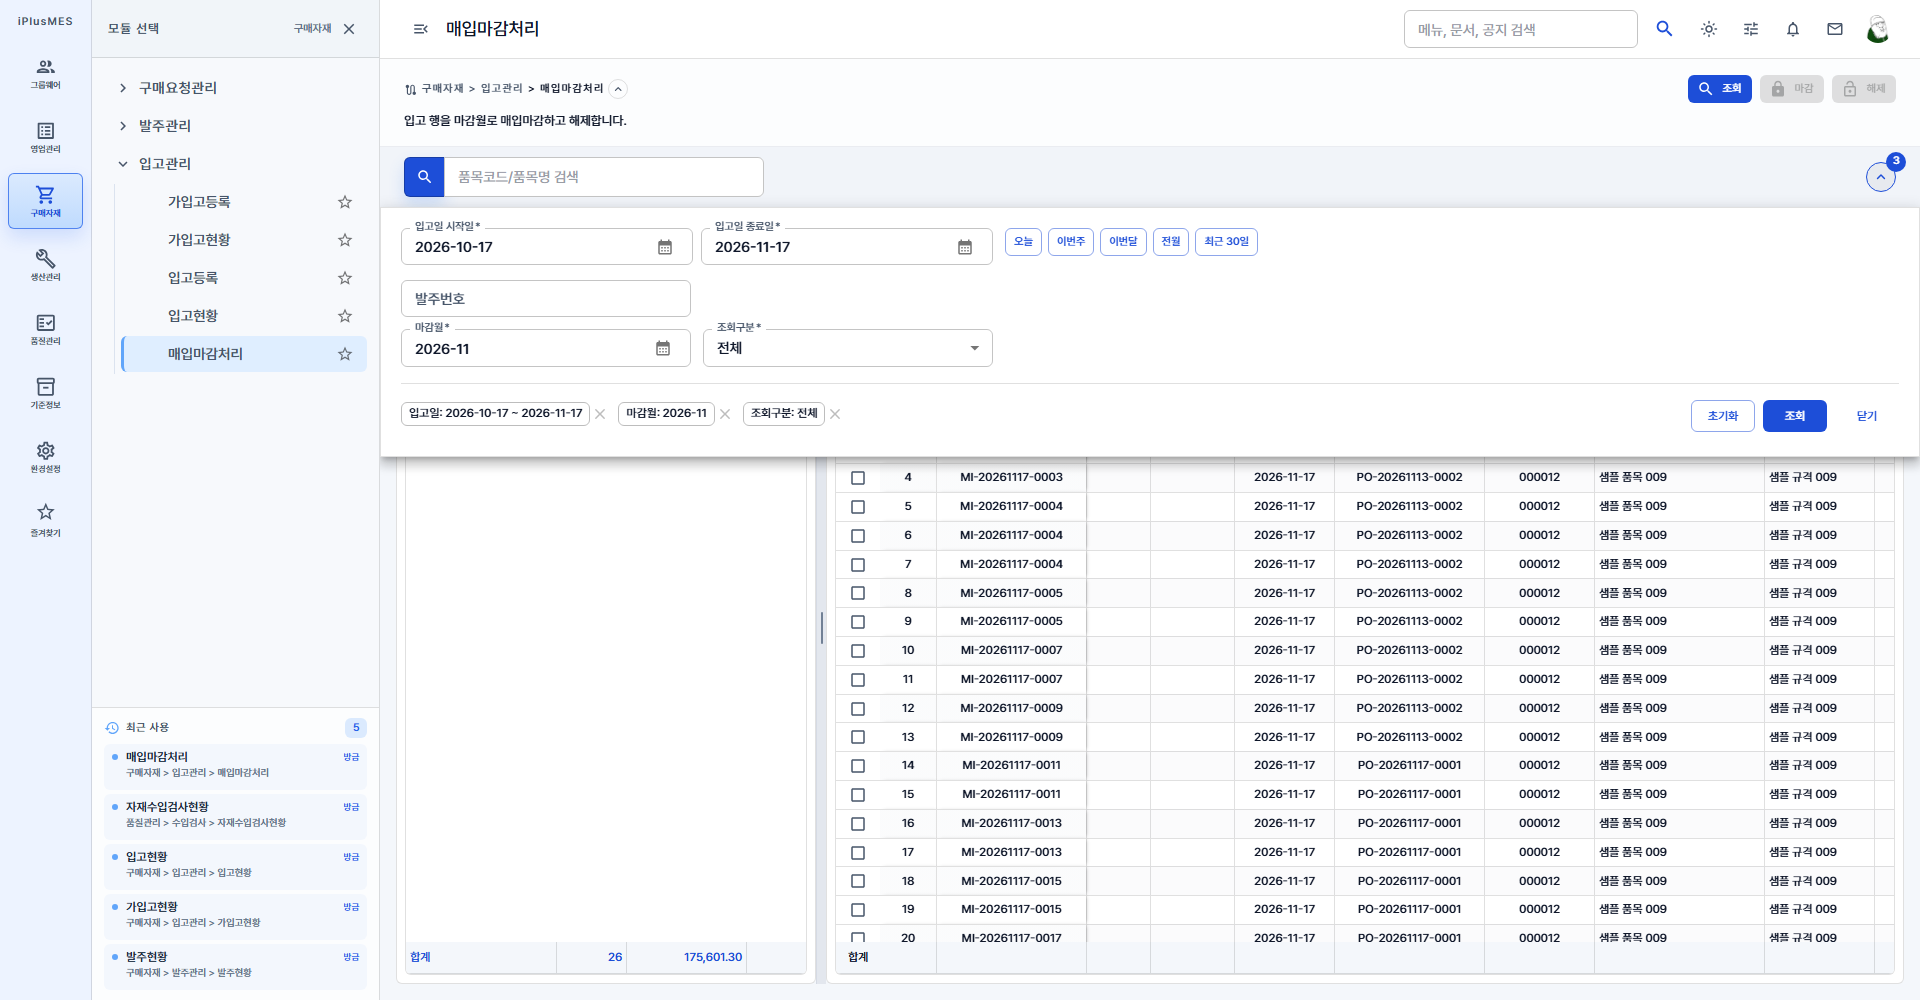 iPlusMES
그룹웨어
영업관리
구매자재
생산관리
품질관리
기준정보
환경설정
즐겨찾기
모듈 선택
구매자재
구매요청관리
발주관리
입고관리
가입고등록
가입고현황
입고등록
입고현황
매입마감처리
최근 사용
5
매입마감처리
방금
구매자재 > 입고관리 > 매입마감처리
자재수입검사현황
방금
품질관리 > 수입검사 > 자재수입검사현황
입고현황
방금
구매자재 > 입고관리 > 입고현황
가입고현황
방금
구매자재 > 입고관리 > 가입고현황
발주현황
방금
구매자재 > 발주관리 > 발주현황
매입마감처리
메뉴, 문서, 공지 검색
구매자재 > 입고관리 > 매입마감처리
조회
마감
해제
입고 행을 마감월로 매입마감하고 해제합니다.
품목코드/품목명 검색
3
입고일 시작일*
2026-10-17
입고일 종료일*
2026-11-17
오늘
이번주
이번달
전월
최근 30일
발주번호
마감월*
2026-11
조회구분*
전체
입고일: 2026-10-17 ~ 2026-11-17
마감월: 2026-11
조회구분: 전체
초기화
조회
닫기
4 MI-20261117-0003 2026-11-17 PO-20261113-0002 000012 샘플 품목 009 샘플 규격 009
5 MI-20261117-0004 2026-11-17 PO-20261113-0002 000012 샘플 품목 009 샘플 규격 009
6 MI-20261117-0004 2026-11-17 PO-20261113-0002 000012 샘플 품목 009 샘플 규격 009
7 MI-20261117-0004 2026-11-17 PO-20261113-0002 000012 샘플 품목 009 샘플 규격 009
8 MI-20261117-0005 2026-11-17 PO-20261113-0002 000012 샘플 품목 009 샘플 규격 009
9 MI-20261117-0005 2026-11-17 PO-20261113-0002 000012 샘플 품목 009 샘플 규격 009
10 MI-20261117-0007 2026-11-17 PO-20261113-0002 000012 샘플 품목 009 샘플 규격 009
11 MI-20261117-0007 2026-11-17 PO-20261113-0002 000012 샘플 품목 009 샘플 규격 009
12 MI-20261117-0009 2026-11-17 PO-20261113-0002 000012 샘플 품목 009 샘플 규격 009
13 MI-20261117-0009 2026-11-17 PO-20261113-0002 000012 샘플 품목 009 샘플 규격 009
14 MI-20261117-0011 2026-11-17 PO-20261117-0001 000012 샘플 품목 009 샘플 규격 009
15 MI-20261117-0011 2026-11-17 PO-20261117-0001 000012 샘플 품목 009 샘플 규격 009
16 MI-20261117-0013 2026-11-17 PO-20261117-0001 000012 샘플 품목 009 샘플 규격 009
17 MI-20261117-0013 2026-11-17 PO-20261117-0001 000012 샘플 품목 009 샘플 규격 009
18 MI-20261117-0015 2026-11-17 PO-20261117-0001 000012 샘플 품목 009 샘플 규격 009
19 MI-20261117-0015 2026-11-17 PO-20261117-0001 000012 샘플 품목 009 샘플 규격 009
20 MI-20261117-0017 2026-11-17 PO-20261117-0001 000012 샘플 품목 009 샘플 규격 009
합계 26 175,601.30
합계